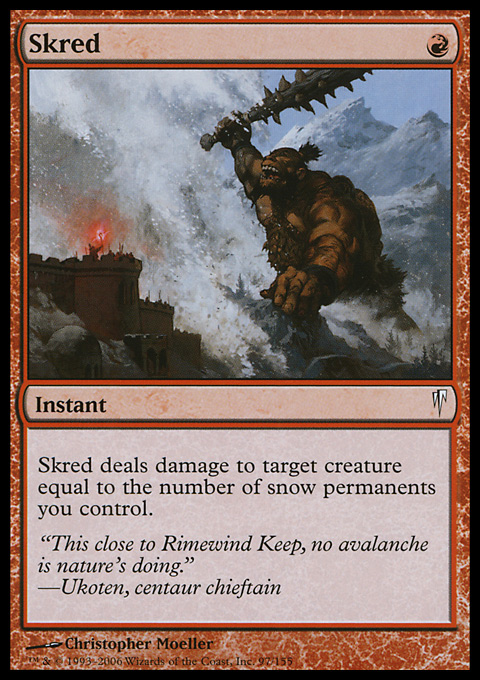 Skred
Instant
Skred deals damage to target creature
equal to the number of snow permanents
you control.
“This close to Rimewind Keep, no avalanche
is nature’s doing.”
—Ukoten, centaur chieftain
Christopher Moeller
™ & © 1993–2006 Wizards of the Coast, Inc. 97/155